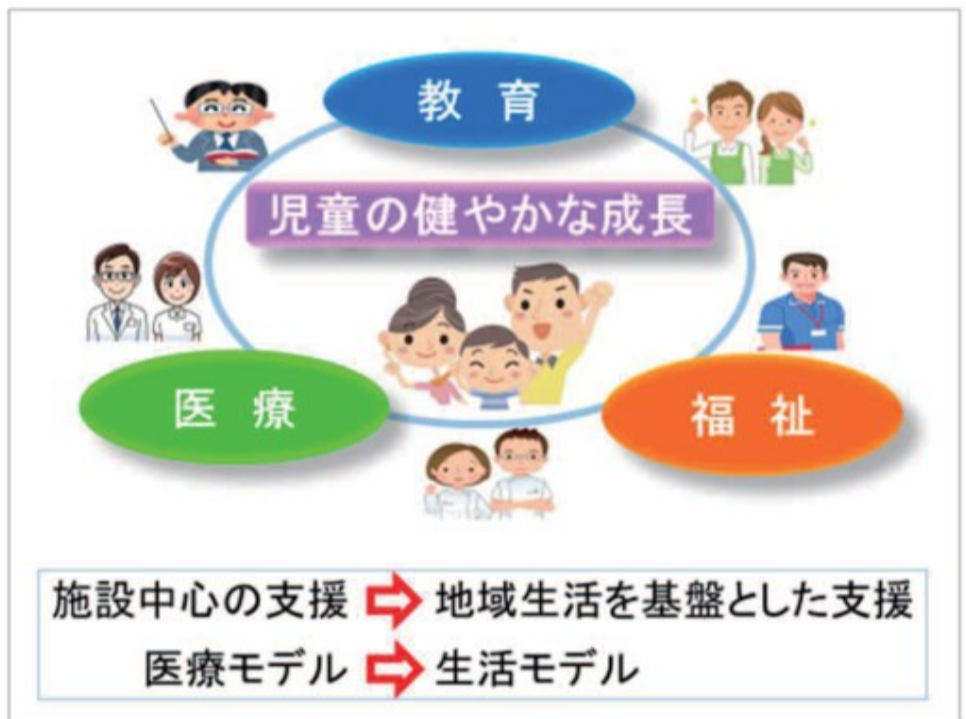 教育
児童の健やかな成長
医療
福祉
施設中心の支援 ⇨ 地域生活を基盤とした支援
医療モデル ⇨ 生活モデル